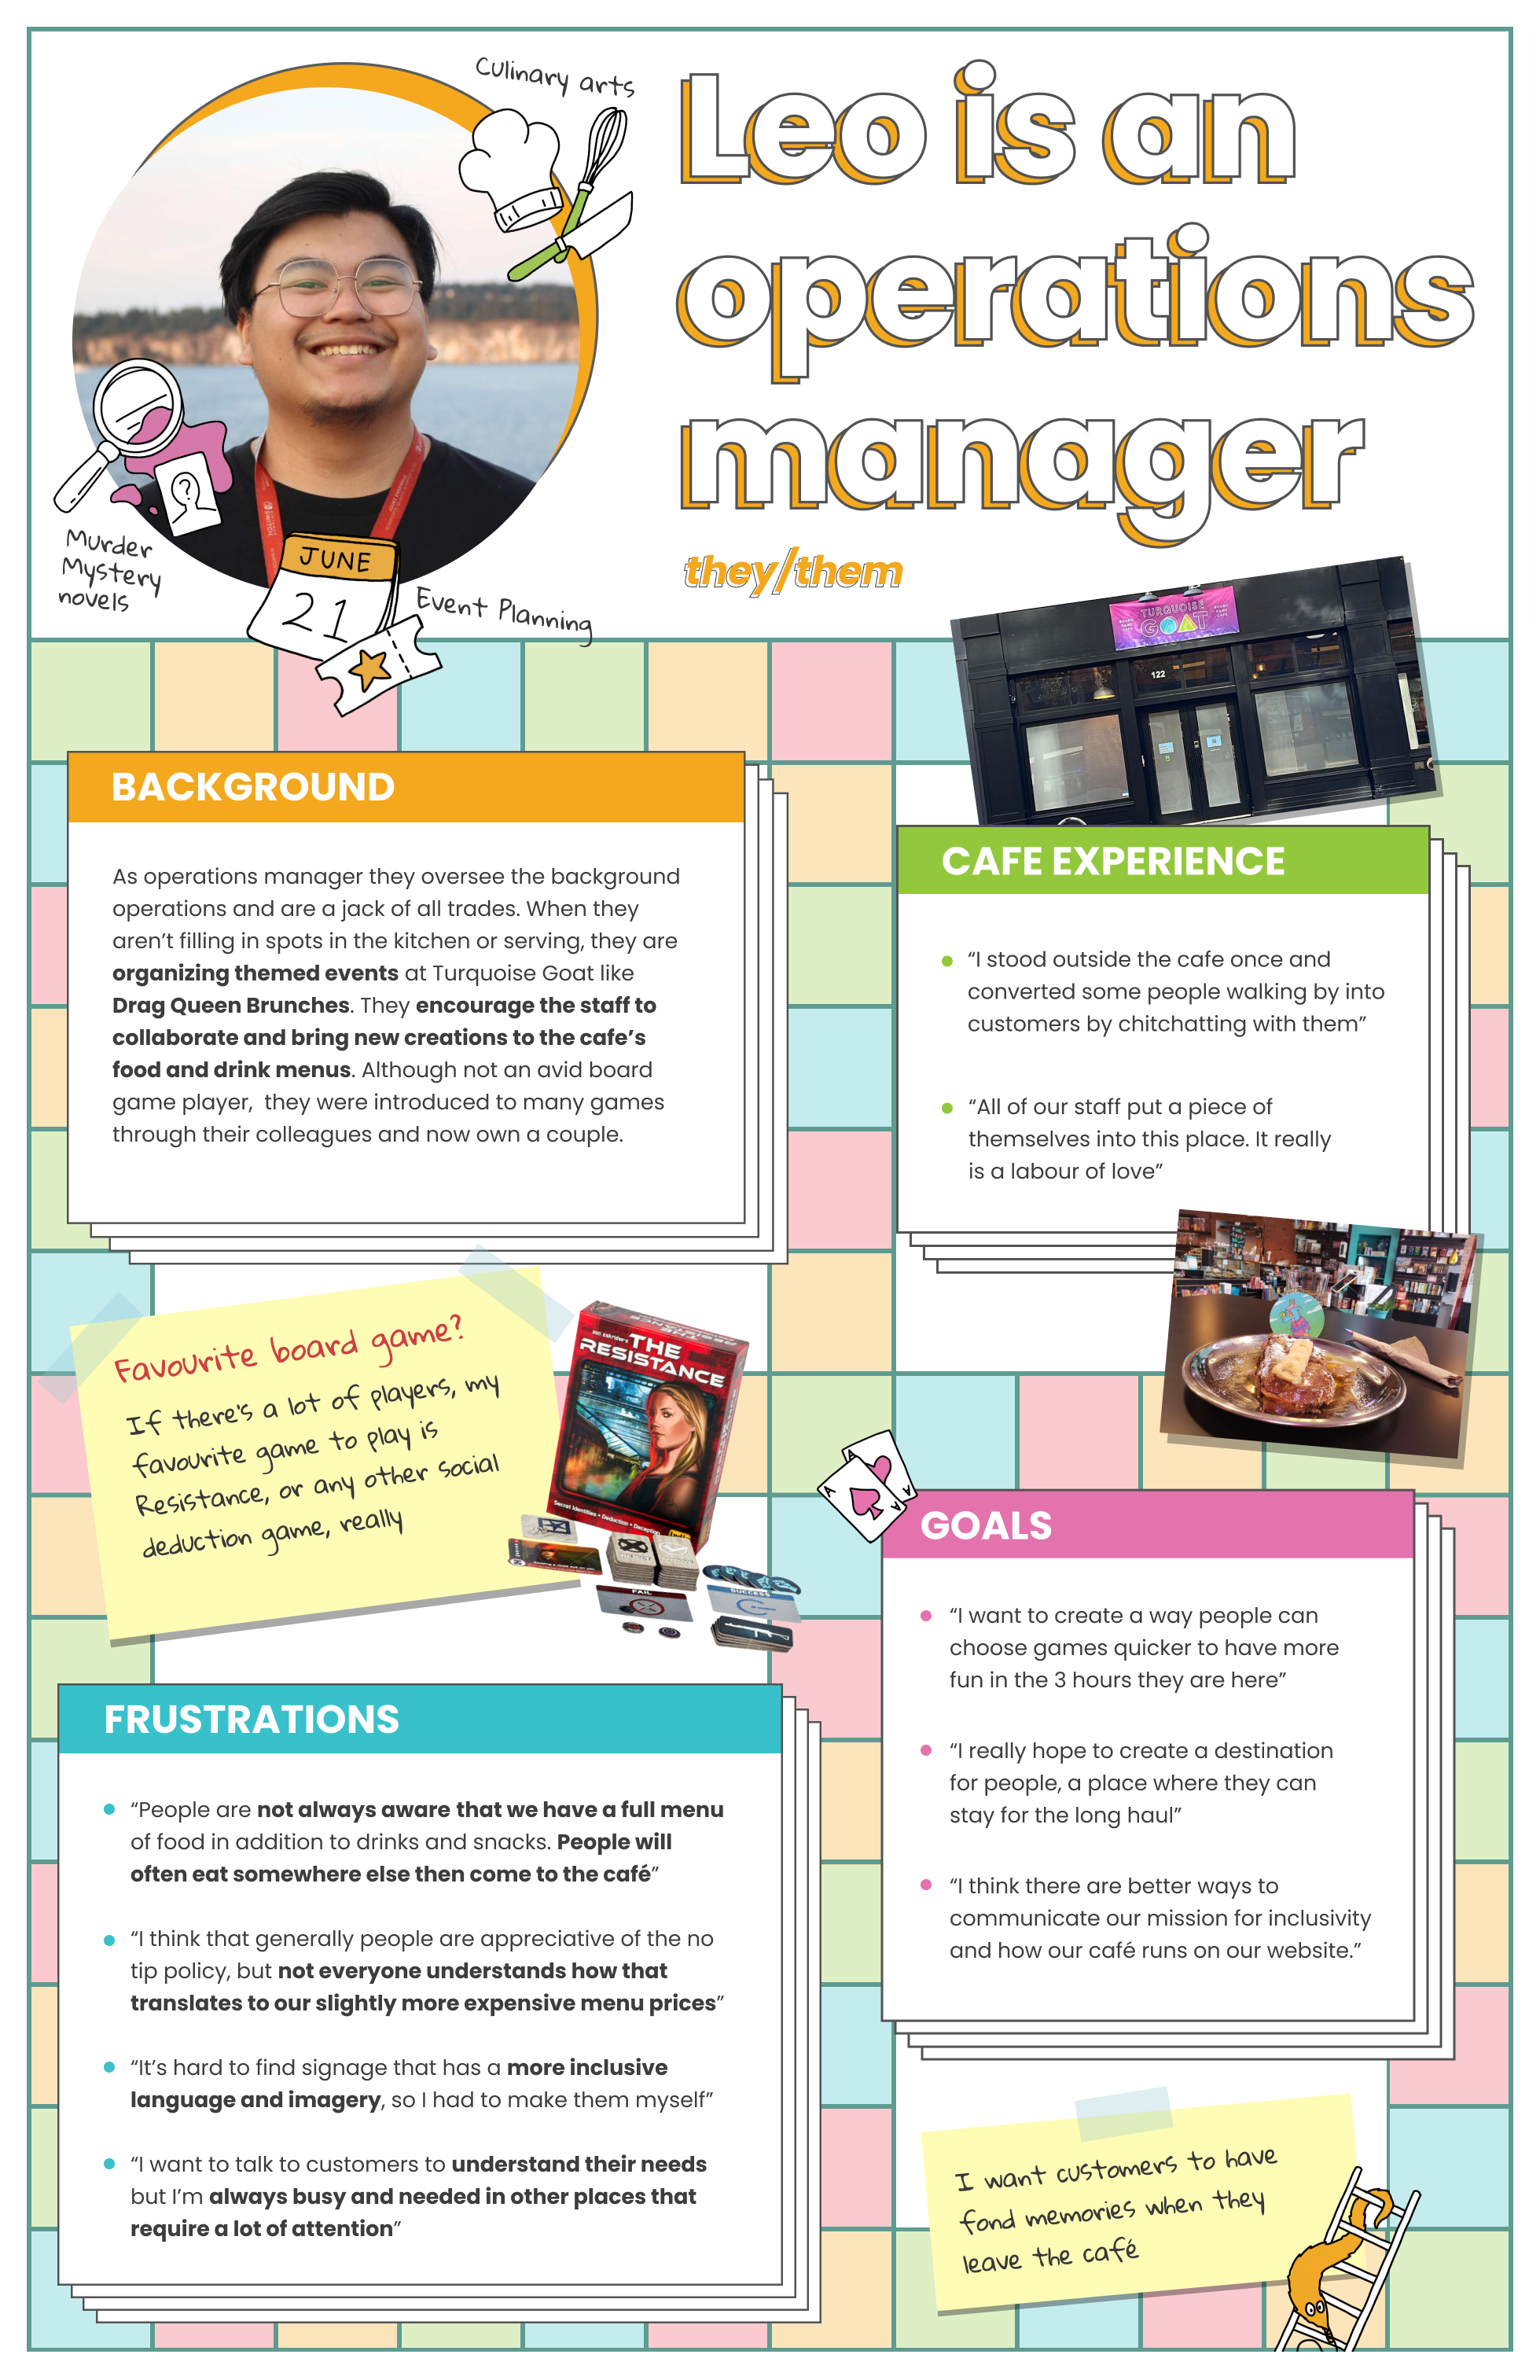 Culinary arts
Leo is an
operations
manager
they/them
Murder
Mystery
novels
JUNE
21
Event Planning
TURQUOISE
GOAT
BOARD
GAME
CAFE
BOARD
GAME
CAFE
122
BACKGROUND
As operations manager they oversee the background
operations and are a jack of all trades. When they
aren’t filling in spots in the kitchen or serving, they are
organizing themed events at Turquoise Goat like
Drag Queen Brunches. They encourage the staff to
collaborate and bring new creations to the cafe’s
food and drink menus. Although not an avid board
game player,  they were introduced to many games
through their colleagues and now own a couple.
CAFE EXPERIENCE
“I stood outside the cafe once and
converted some people walking by into
customers by chitchatting with them”
“All of our staff put a piece of
themselves into this place. It really
is a labour of love”
Favourite board game?
If there's a lot of players, my
favourite game to play is
Resistance, or any other social
deduction game, really
THE
RESISTANCE
Secret Identities • Deduction • Deception
FAIL
SUCCESS
A
A
A
A
GOALS
“I want to create a way people can
choose games quicker to have more
fun in the 3 hours they are here”
“I really hope to create a destination
for people, a place where they can
stay for the long haul”
“I think there are better ways to
communicate our mission for inclusivity
and how our café runs on our website.”
FRUSTRATIONS
“People are not always aware that we have a full menu
of food in addition to drinks and snacks. People will
often eat somewhere else then come to the café”
“I think that generally people are appreciative of the no
tip policy, but not everyone understands how that
translates to our slightly more expensive menu prices”
“It’s hard to find signage that has a more inclusive
language and imagery, so I had to make them myself”
“I want to talk to customers to understand their needs
but I’m always busy and needed in other places that
require a lot of attention”
I want customers to have
fond memories when they
leave the café